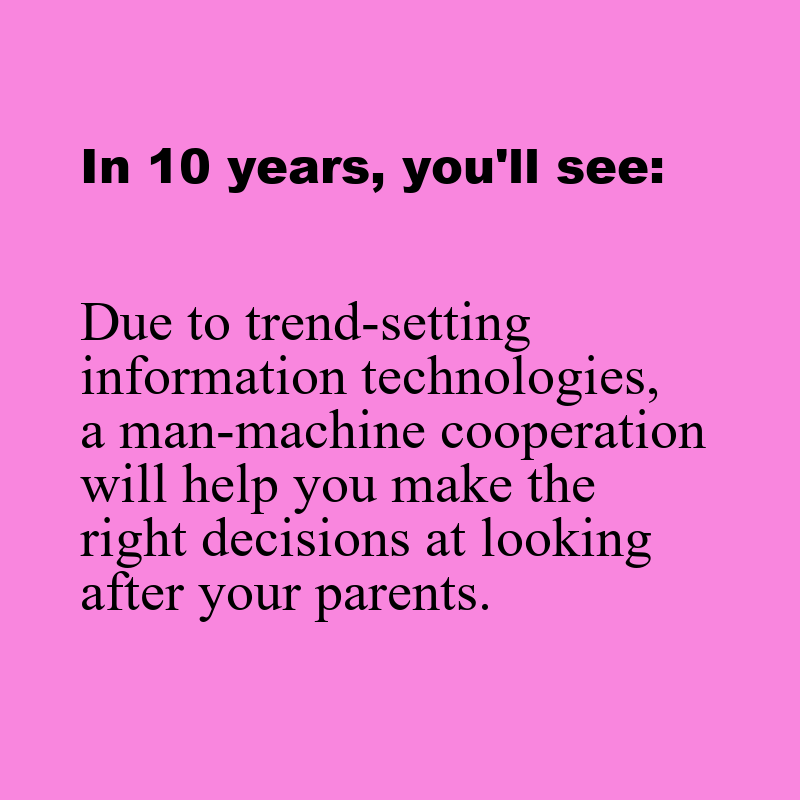 In 10 years, you'll see:
Due to trend-setting
information technologies,
a man-machine cooperation
will help you make the
right decisions at looking
after your parents.